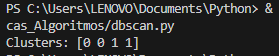 PS C:\Users\LENOVO\Documents\Python> &
cas_Algoritmos/dbscan.py
Clusters: [0 0 1 1]